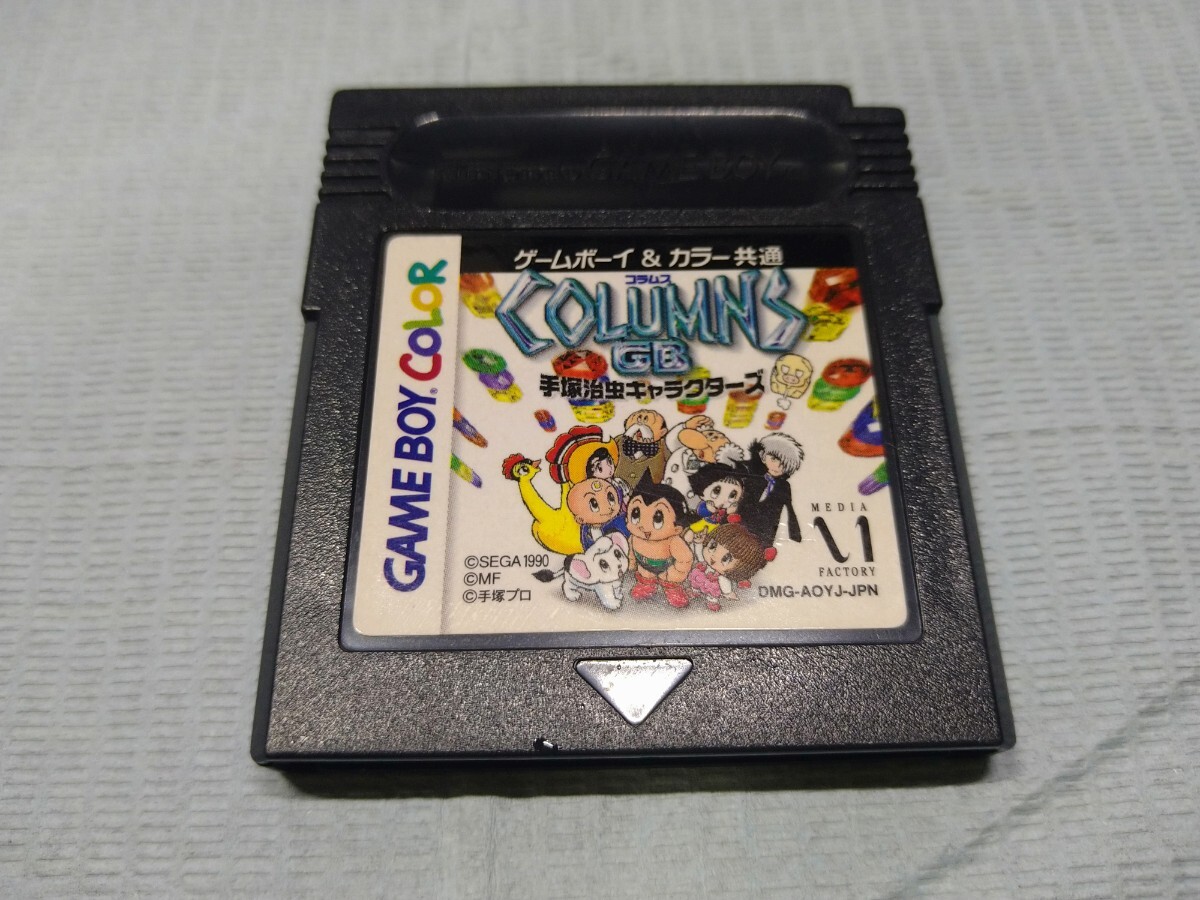 ゲームボーイ & カラー共通
コラムス
COLUMNS
GB
手塚治虫キャラクターズ
GAME BOY COLOR
MEDIA
FACTORY
©SEGA 1990
©MF
©手塚プロ
DMG-AOYJ-JPN